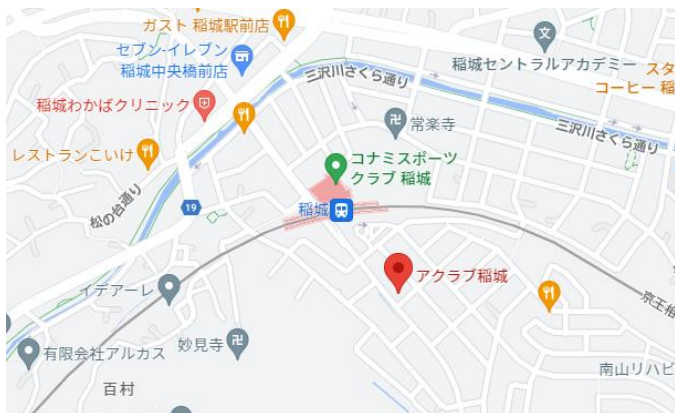 ガスト 稲城駅前店
セブン-イレブン
稲城中央橋前店
稲城セントラルアカデミー
スタ
コーヒー 稲
三沢川さくら通り
稲城わかばクリニック
常楽寺
三沢川さくら通り
レストランこいけ
コナミスポーツ
クラブ 稲城
松の台通り
19
稲城
アクラブ稲城
イデアーレ
京王相
有限会社アルカス
妙見寺
南山リハビ
百村